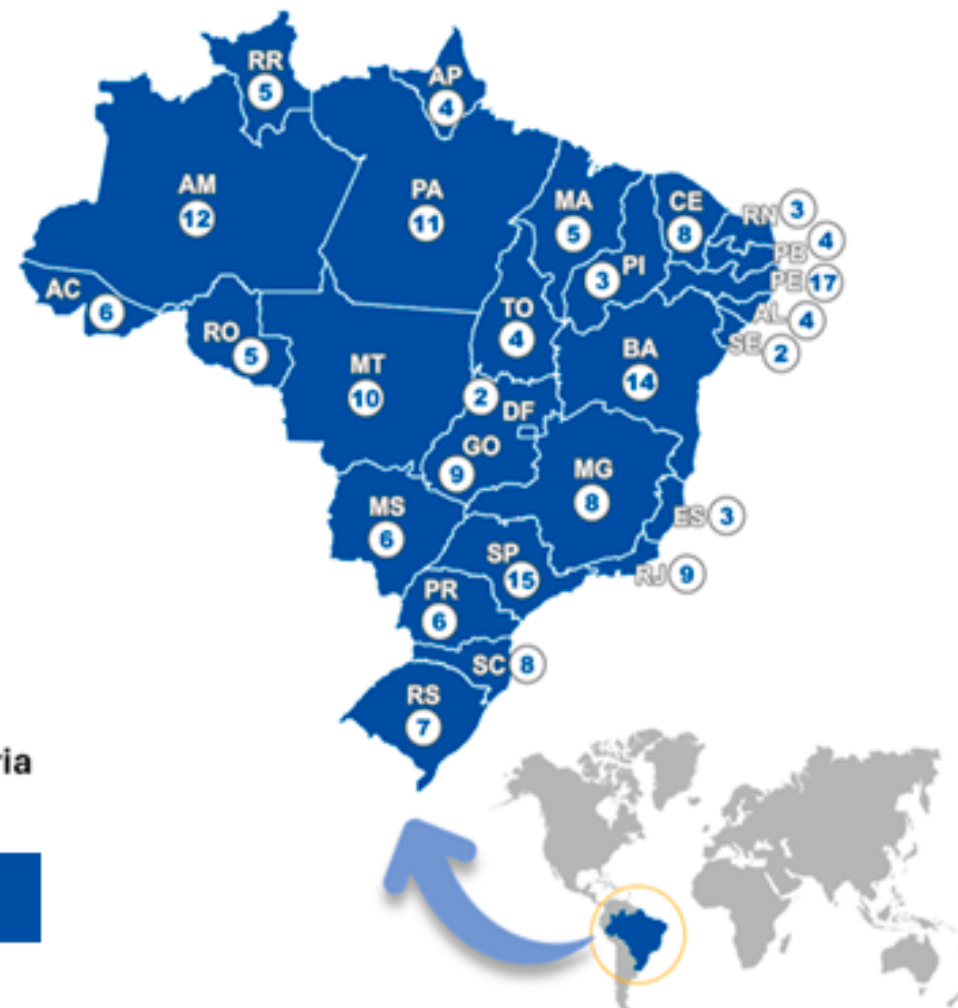 RR
5
AP
4
AM
12
PA
11
MA
5
CE
8
RN 3
PB 4
PI
3
PE 17
AC
6
TO
4
AL 4
RO
5
SE 2
MT
10
BA
14
2
DF
GO
9
MG
8
MS
6
ES 3
SP
15
RJ 9
PR
6
SC 8
RS
7
ria